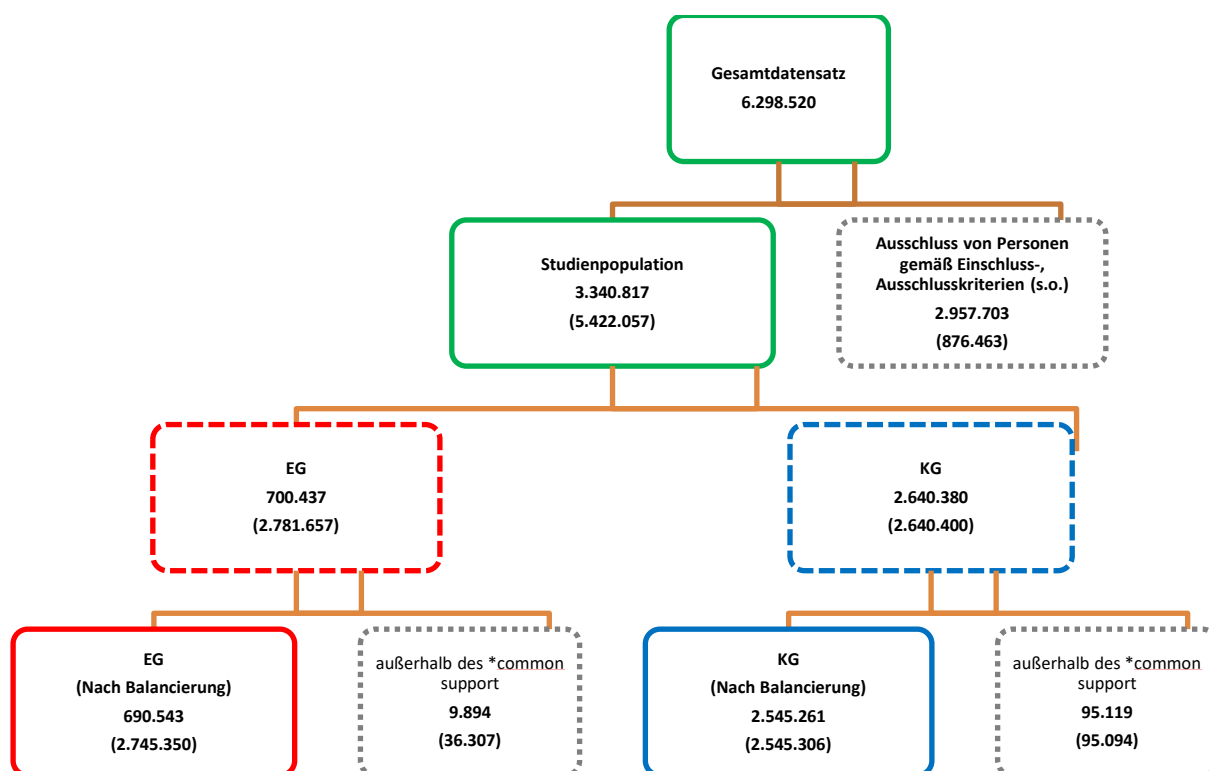 Gesamtdatensatz
6.298.520
Studienpopulation
3.340.817
(5.422.057)
Ausschluss von Personen
gemäß Einschluss-,
Ausschlusskriterien (s.o.)
2.957.703
(876.463)
EG
700.437
(2.781.657)
KG
2.640.380
(2.640.400)
EG
(Nach Balancierung)
690.543
(2.745.350)
außerhalb des *common
support
9.894
(36.307)
KG
(Nach Balancierung)
2.545.261
(2.545.306)
außerhalb des *common
support
95.119
(95.094)